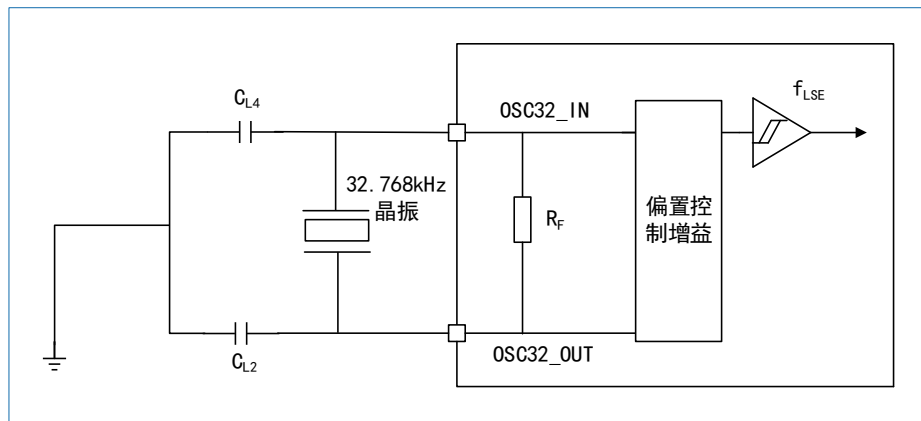 C_L4
OSC32_IN
f_LSE
32.768kHz
晶振
R_F
偏置控
制增益
C_L2
OSC32_OUT